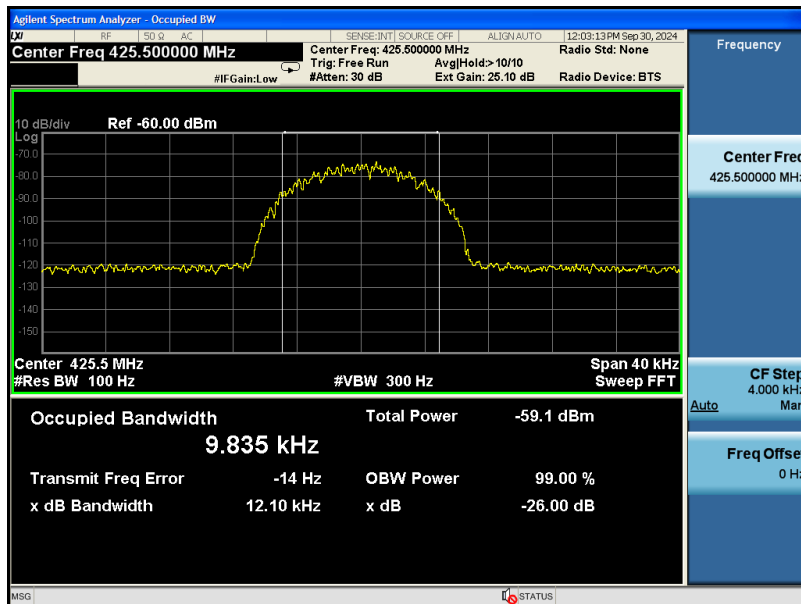 Agilent Spectrum Analyzer - Occupied BW
LXI RF 50 Ω AC SENSE:INT SOURCE OFF ALIGN AUTO 12:03:13 PM Sep 30, 2024
Center Freq 425.500000 MHz
Center Freq: 425.500000 MHz Radio Std: None
Trig: Free Run Avg|Hold:> 10/10
#IFGain:Low #Atten: 30 dB Ext Gain: 25.10 dB Radio Device: BTS
10 dB/div Ref -60.00 dBm
Log
-70.0
-80.0
-90.0
-100
-110
-120
-130
-140
-150
Center 425.5 MHz Span 40 kHz
#Res BW 100 Hz #VBW 300 Hz Sweep FFT
Occupied Bandwidth Total Power -59.1 dBm
9.835 kHz
Transmit Freq Error -14 Hz OBW Power 99.00 %
x dB Bandwidth 12.10 kHz x dB -26.00 dB
MSG STATUS
Frequency
Center Freq
425.500000 MHz
CF Step
4.000 kHz
Auto Man
Freq Offset
0 Hz